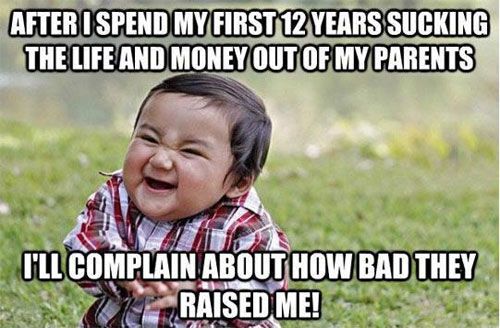 AFTER I SPEND MY FIRST 12 YEARS SUCKING
THE LIFE AND MONEY OUT OF MY PARENTS
I'LL COMPLAIN ABOUT HOW BAD THEY
RAISED ME!